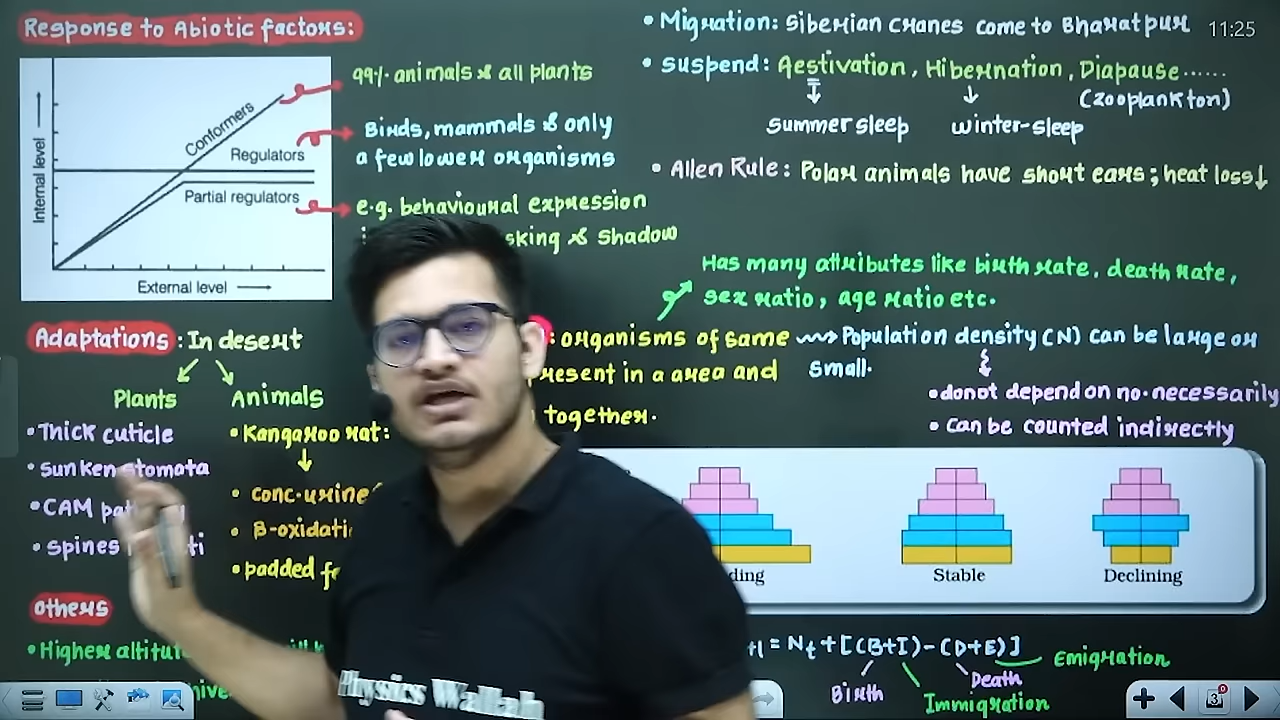 Response to Abiotic factors:
Internal level
Conformers
Regulators
Partial regulators
External level
99% animals & all plants
Birds, mammals & only
a few lower organisms
e.g. behavioural expression
sking & shadow
• Migration: Siberian cranes come to Bharatpur
11:25
• suspend: Aestivation, Hibernation, Diapause......
(zooplankton)
summer sleep winter-sleep
• Allen Rule: Polar animals have short ears; heat loss↓
Has many attributes like birth rate, death rate,
sex ratio, age ratio etc.
: organisms of same
resent in a area and
together.
Population density (N) can be large or
small.
• donot depend on no. necessarily
• can be counted indirectly
Adaptations: In desert
Plants Animals
• Thick cuticle
• sunken stomata
• CAM
• spines
• Kangaroo rat:
• conc. urine
• β-oxidati
• padded
others
• Higher altitu
ding
Stable
Declining
+1 = Nt + [(B+I)-(D+E)]
Emigration
Birth
Death
Immigration
Physics Wallah
3